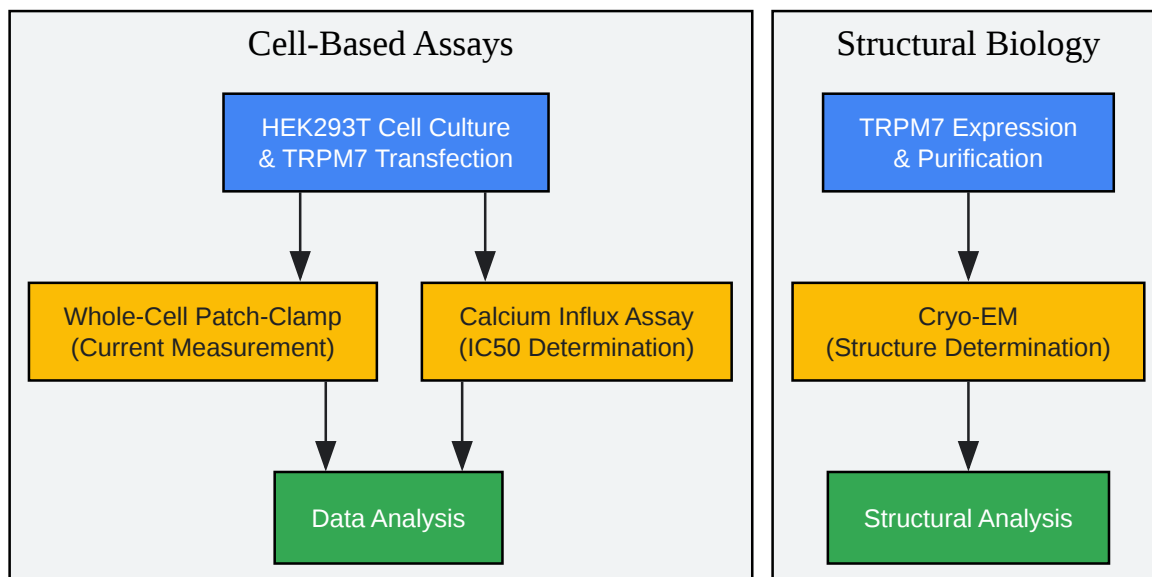 Cell-Based Assays
HEK293T Cell Culture
& TRPM7 Transfection
Whole-Cell Patch-Clamp
(Current Measurement)
Calcium Influx Assay
(IC50 Determination)
Data Analysis
Structural Biology
TRPM7 Expression
& Purification
Cryo-EM
(Structure Determination)
Structural Analysis